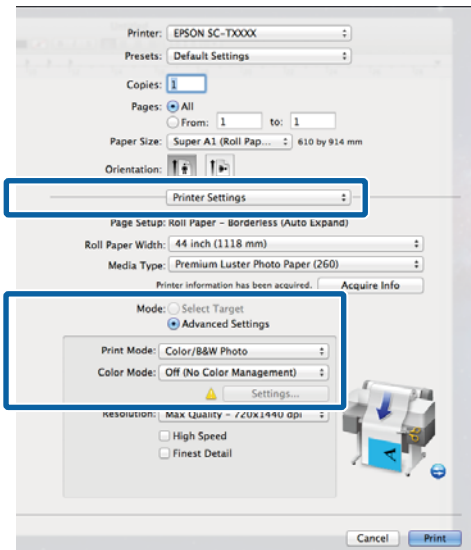 Printer: EPSON SC-TXXXX
Presets: Default Settings
Copies: 1
Pages: All
From: 1 to: 1
Paper Size: Super A1 (Roll Pap... 610 by 914 mm
Orientation:
Printer Settings
Page Setup: Roll Paper - Borderless (Auto Expand)
Roll Paper Width: 44 inch (1118 mm)
Media Type: Premium Luster Photo Paper (260)
Printer information has been acquired. Acquire Info
Mode: Select Target
Advanced Settings
Print Mode: Color/B&W Photo
Color Mode: Off (No Color Management)
Settings...
Resolution: Max Quality - 720x1440 dpi
High Speed
Finest Detail
A
Cancel Print